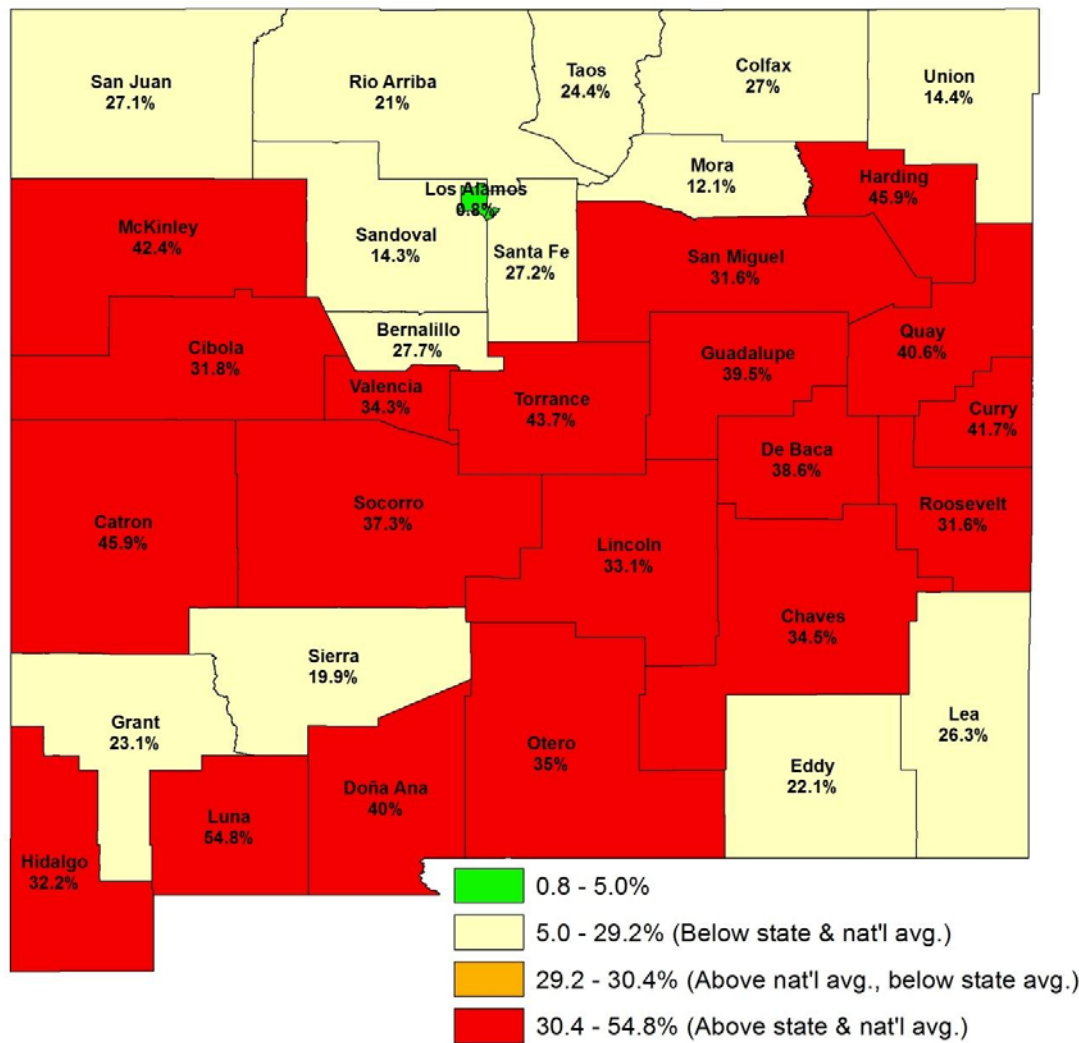 San Juan
27.1%
Rio Arriba
21%
Taos
24.4%
Colfax
27%
Union
14.4%
Mora
12.1%
Harding
45.9%
Los Alamos
0.8%
McKinley
42.4%
Sandoval
14.3%
Santa Fe
27.2%
San Miguel
31.6%
Bernalillo
27.7%
Quay
40.6%
Cibola
31.8%
Guadalupe
39.5%
Valencia
34.3%
Torrance
43.7%
Curry
41.7%
De Baca
38.6%
Catron
45.9%
Socorro
37.3%
Roosevelt
31.6%
Lincoln
33.1%
Chaves
34.5%
Sierra
19.9%
Grant
23.1%
Lea
26.3%
Otero
35%
Eddy
22.1%
Doña Ana
40%
Luna
54.8%
Hidalgo
32.2%
0.8 - 5.0%
5.0 - 29.2% (Below state & nat'l avg.)
29.2 - 30.4% (Above nat'l avg., below state avg.)
30.4 - 54.8% (Above state & nat'l avg.)